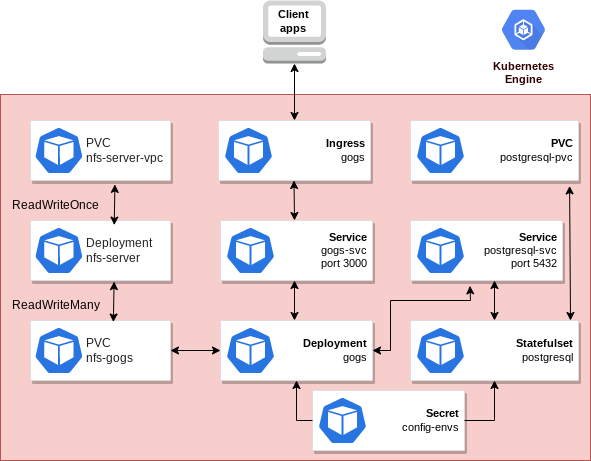 Client
apps
Kubernetes
Engine
PVC
nfs-server-vpc
Ingress
gogs
PVC
postgresql-pvc
ReadWriteOnce
Deployment
nfs-server
Service
gogs-svc
port 3000
Service
postgresql-svc
port 5432
ReadWriteMany
PVC
nfs-gogs
Deployment
gogs
Statefulset
postgresql
Secret
config-envs